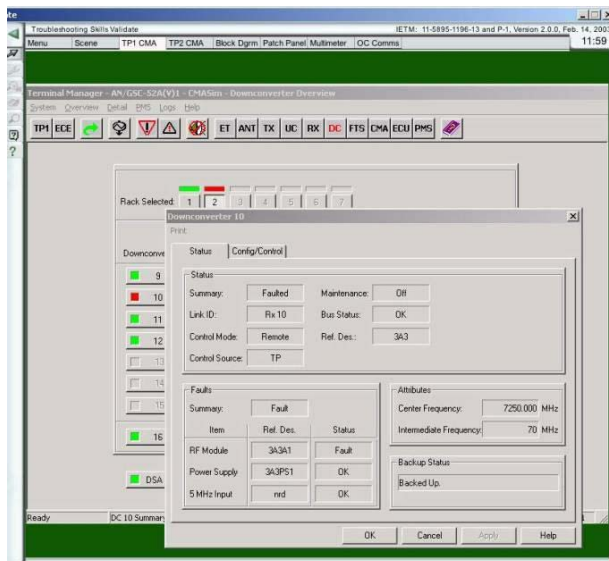 ote
Troubleshooting Skills Validate
IETM: 11-5895-1196-13 and P-1, Version 2.0.0, Feb. 14, 200
Menu Scene TP1 CMA TP2 CMA Block Dgrm Patch Panel Multimeter OC Comms 11:59
Terminal Manager - AN/GSC-52A(V)1 - CMASim - Downconverter Overview
System Overview Detail PMS Logs Help
TP1 ECE ET ANT TX UC RX DC FTS CMA ECU PMS
Rack Selected: 1 2 3 4 5 6 7
Downconverter 10
Print
Downconve
Status Config/Control
9
10
11
12
13
14
15
16
DSA
Status
Summary: Faulted Maintenance: Off
Link ID: Rx 10 Bus Status: OK
Control Mode: Remote Ref. Des.: 3A3
Control Source: TP
Faults
Summary: Fault
Item Ref. Des. Status
RF Module 3A3A1 Fault
Power Supply 3A3PS1 OK
5 MHz Input nrd OK
Attributes
Center Frequency: 7250.000 MHz
Intermediate Frequency: 70 MHz
Backup Status
Backed Up.
Ready DC 10 Summar
OK Cancel Apply Help